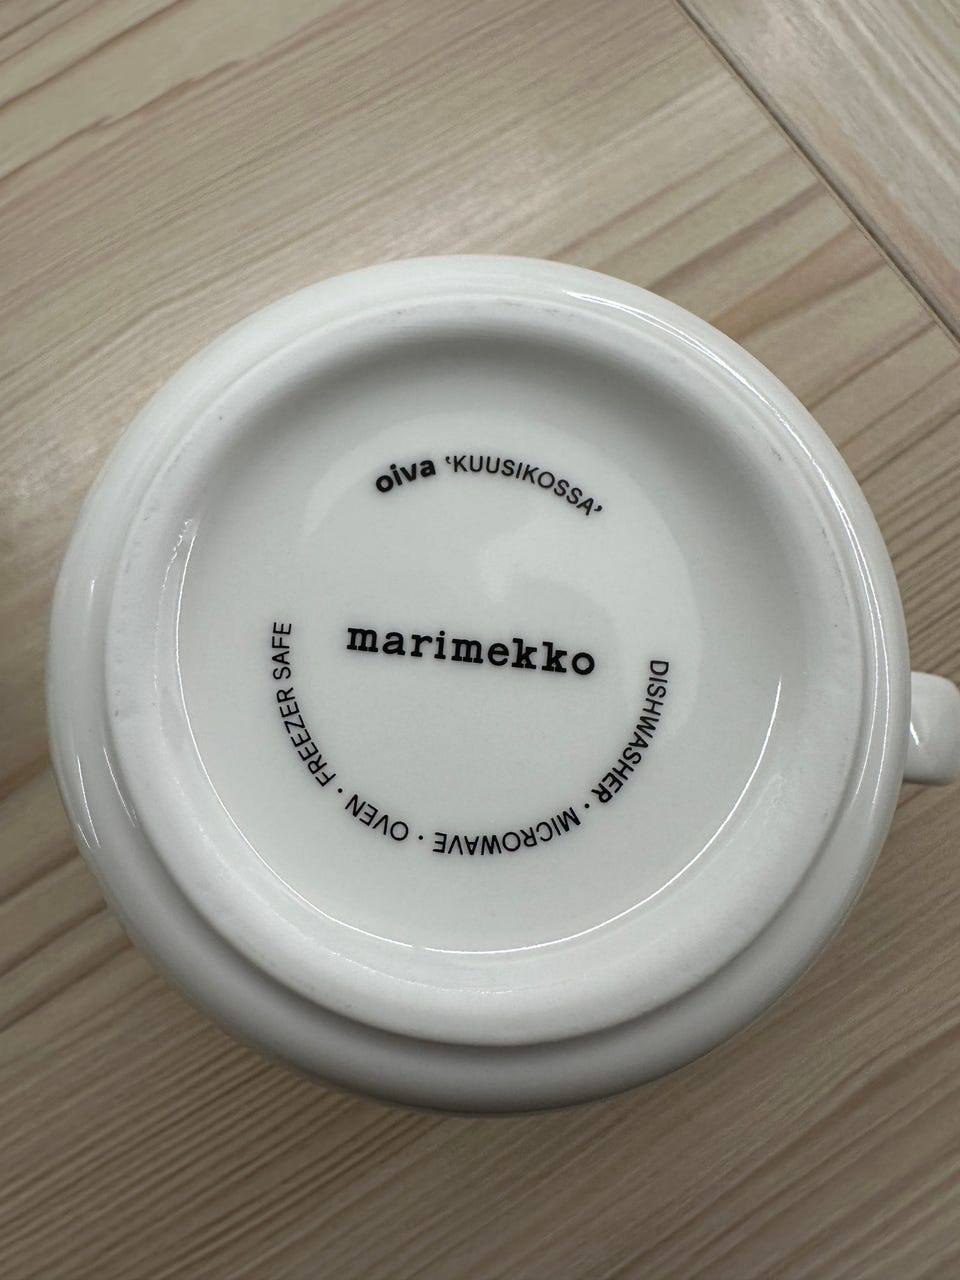 oiva ‘KUUSIKOSSA’
marimekko
DISHWASHER · MICROWAVE · OVEN · FREEZER SAFE